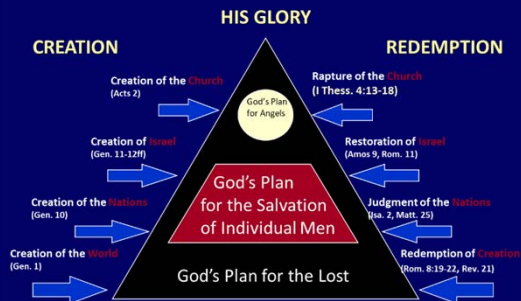 HIS GLORY
CREATION
REDEMPTION
Creation of the Church
(Acts 2)
Rapture of the Church
(I Thess. 4:13-18)
God's Plan
for Angels
Creation of Israel
(Gen. 11-12ff)
Restoration of Israel
(Amos 9, Rom. 11)
God's Plan
for the Salvation
of Individual Men
Creation of the Nations
(Gen. 10)
Judgment of the Nations
(Isa. 2, Matt. 25)
Creation of the World
(Gen. 1)
Redemption of Creation
(Rom. 8:19-22, Rev. 21)
God's Plan for the Lost